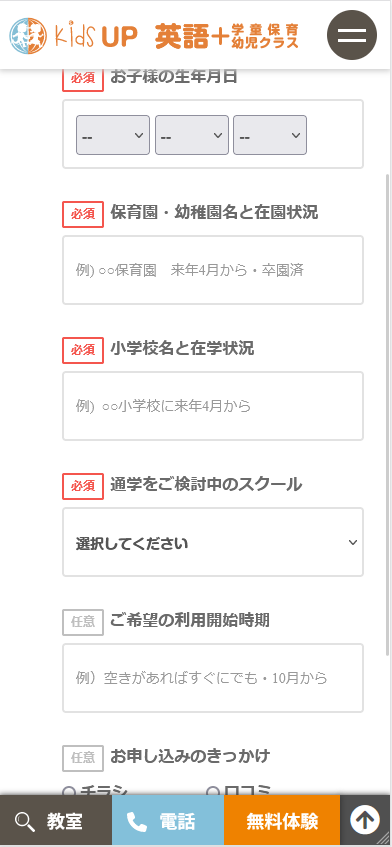 Kids UP 英語+学童保育
幼児クラス
必須 お子様の生年月日
-- -- --
必須 保育園・幼稚園名と在園状況
例) ○○保育園　来年4月から・卒園済
必須 小学校名と在学状況
例) ○○小学校に来年4月から
必須 通学をご検討中のスクール
選択してください
任意 ご希望の利用開始時期
例）空きがあればすぐにでも・10月から
任意 お申し込みのきっかけ
チラシ 口コミ
教室 電話 無料体験